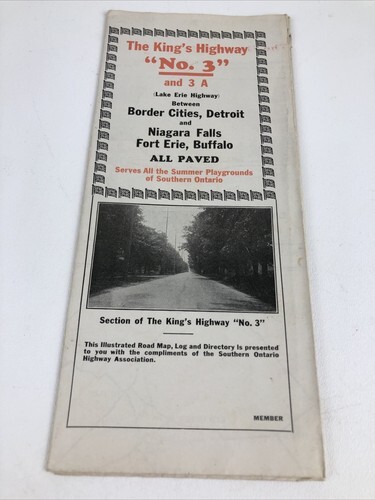 The King's Highway
"No. 3"
and 3 A
(Lake Erie Highway)
Between
Border Cities, Detroit
and
Niagara Falls
Fort Erie, Buffalo
ALL PAVED
Serves All the Summer Playgrounds
of Southern Ontario
Section of The King's Highway "No. 3"
This Illustrated Road Map, Log and Directory is presented
to you with the compliments of the Southern Ontario
Highway Association.
MEMBER